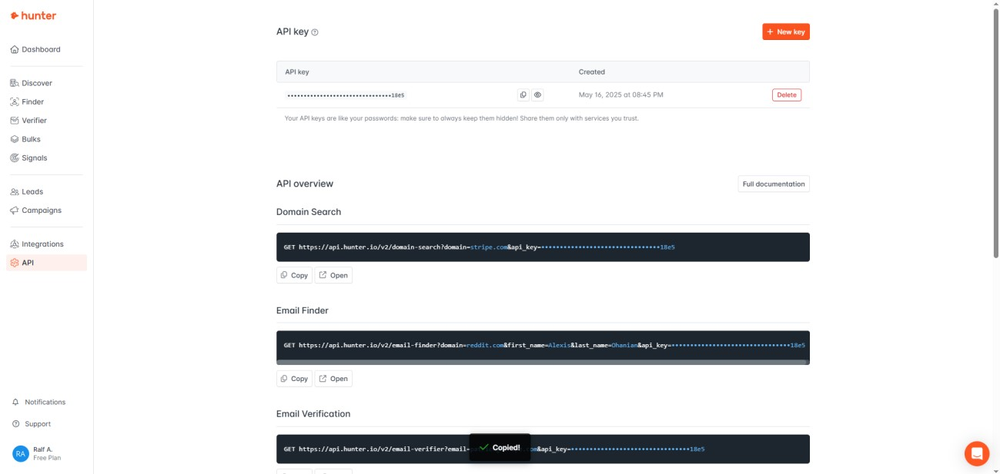 hunter
Dashboard
Discover
Finder
Verifier
Bulks
Signals
Leads
Campaigns
Integrations
API
Notifications
Support
RA
Ralf A.
Free Plan
API key
+ New key
API key Created
••••••••••••••••••••••••••••••••18e5 May 16, 2025 at 08:45 PM Delete
Your API keys are like your passwords: make sure to always keep them hidden! Share them only with services you trust.
API overview
Full documentation
Domain Search
GET https://api.hunter.io/v2/domain-search?domain=stripe.com&api_key=••••••••••••••••••••••••••••••••18e5
Copy Open
Email Finder
GET https://api.hunter.io/v2/email-finder?domain=reddit.com&first_name=Alexis&last_name=Ohanian&api_key=••••••••••••••••••••••••••••••••18e5
Copy Open
Email Verification
GET https://api.hunter.io/v2/email-verifier?email= &api_key=••••••••••••••••••••••••••••••••18e5
Copied!